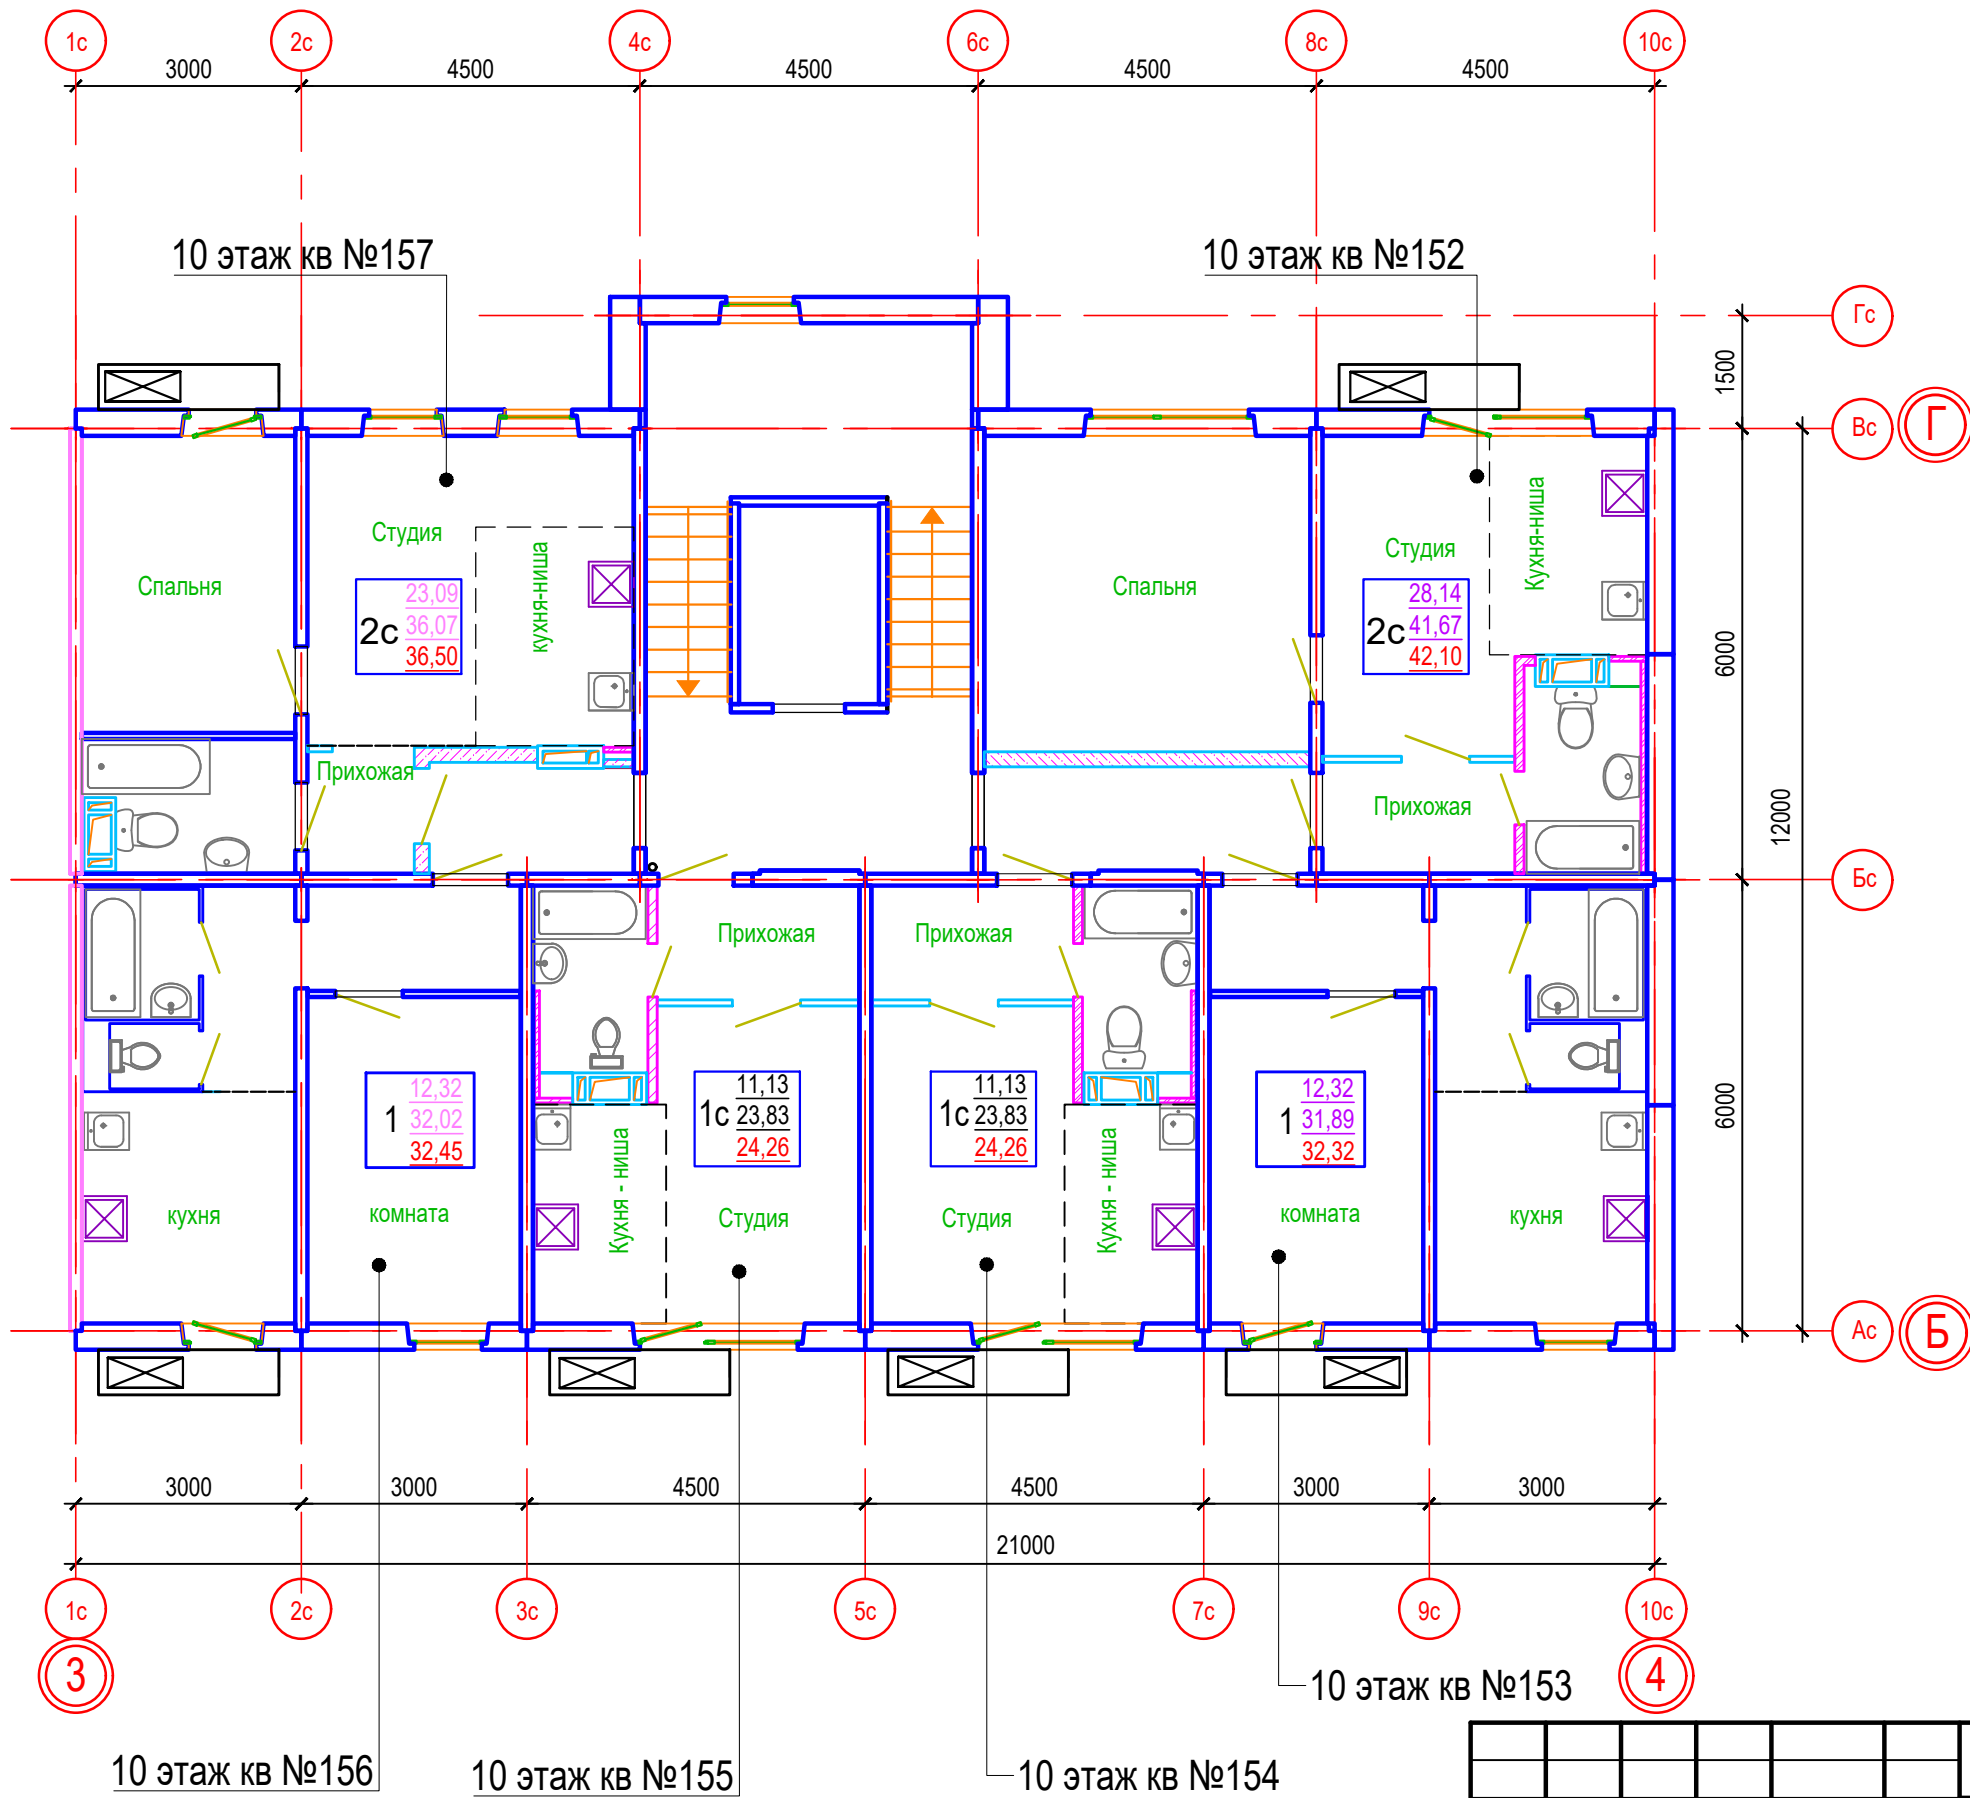 1с 2с 4с 6с 8с 10с
3000 4500 4500 4500 4500
10 этаж кв №157
10 этаж кв №152
Гс
1500
Вс Г
Студия
кухня-ниша
Спальня
2с
23,09
36,07
36,50
Прихожая
Спальня
Студия
Кухня-ниша
2с
28,14
41,67
42,10
Прихожая
6000
12000
Бс
Прихожая
Прихожая
1
12,32
32,02
32,45
1с
11,13
23,83
24,26
1с
11,13
23,83
24,26
1
12,32
31,89
32,32
6000
кухня
комната
Кухня - ниша
Студия
Студия
Кухня - ниша
комната
кухня
Ас Б
3000 3000 4500 4500 3000 3000
21000
1с 2с 3с 5с 7с 9с 10с
3 4
10 этаж кв №153
10 этаж кв №156
10 этаж кв №155
10 этаж кв №154